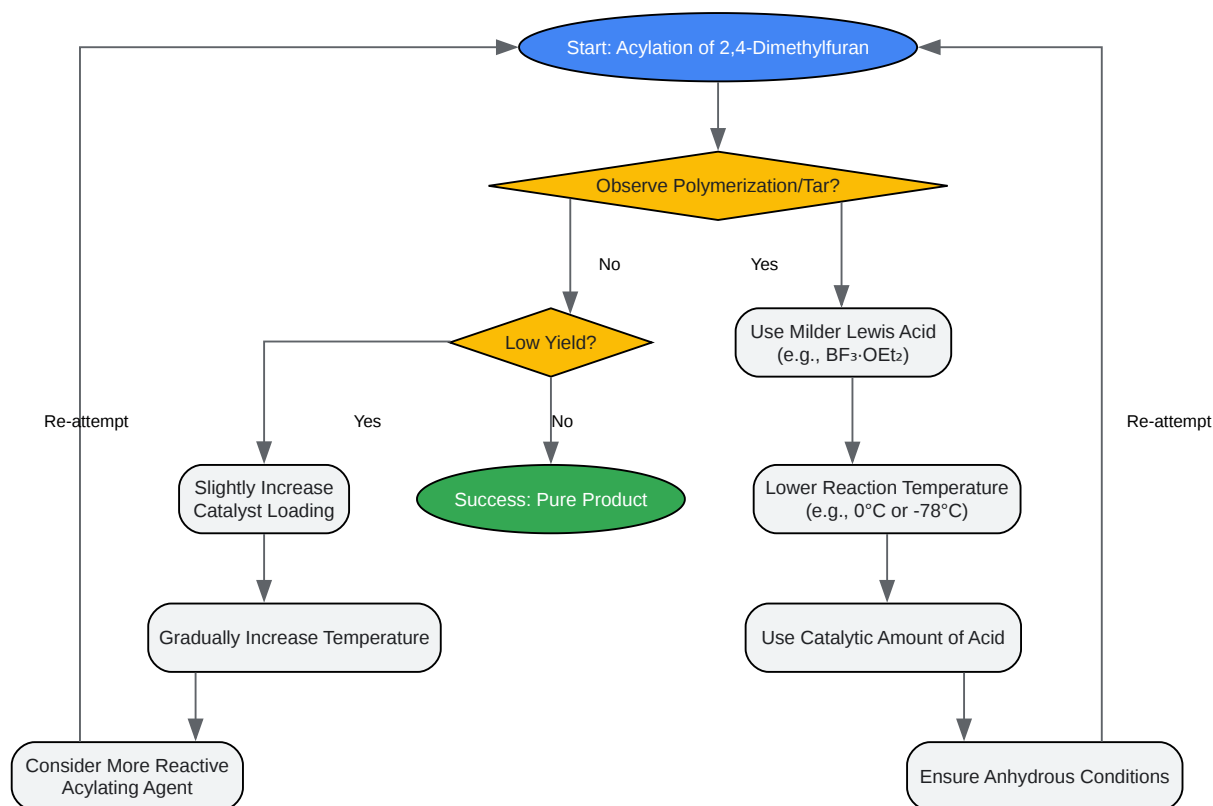 Start: Acylation of 2,4-Dimethylfuran
Observe Polymerization/Tar?
No
Yes
Low Yield?
Use Milder Lewis Acid
(e.g., BF₃·OEt₂)
Re-attempt
Yes
No
Re-attempt
Slightly Increase
Catalyst Loading
Success: Pure Product
Lower Reaction Temperature
(e.g., 0°C or -78°C)
Gradually Increase Temperature
Use Catalytic Amount of Acid
Consider More Reactive
Acylating Agent
Ensure Anhydrous Conditions